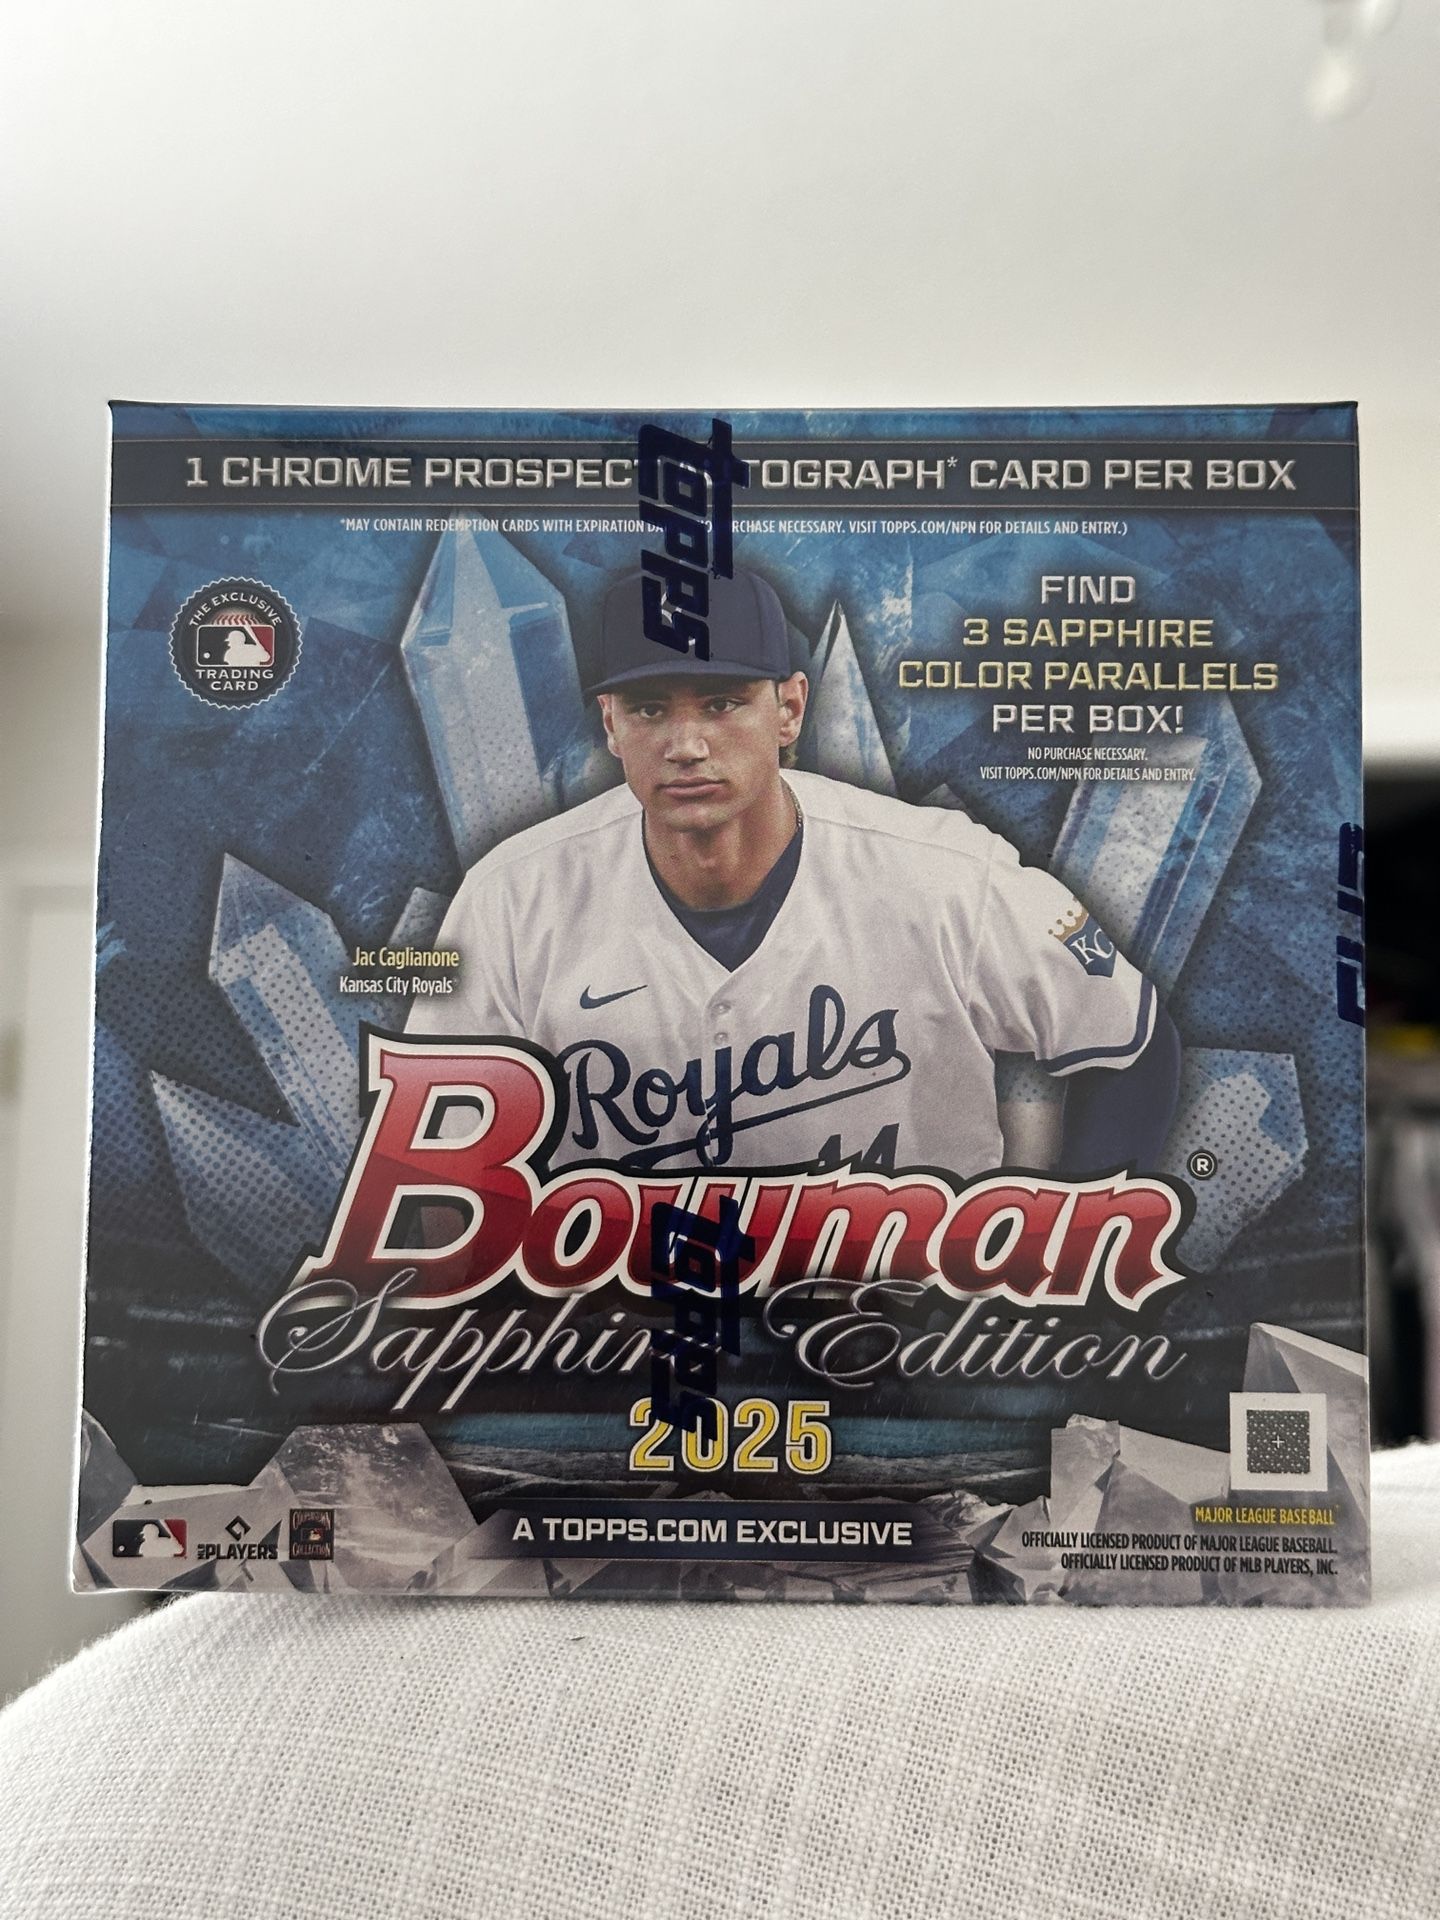 1 CHROME PROSPECT TOGRAPH* CARD PER BOX
*MAY CONTAIN REDEMPTION CARDS WITH EXPIRATION NECESSARY. VISIT TOPPS.COM/NPN FOR DETAILS AND ENTRY.)
topps
THE EXCLUSIVE
TRADING
CARD
FIND
3 SAPPHIRE
COLOR PARALLELS
PER BOX!
NO PURCHASE NECESSARY.
VISIT TOPPS.COM/NPN FOR DETAILS AND ENTRY.
KC
Jac Caglianone
Kansas City Royals
Royals
14
Bowman®
Sapphire Edition
topps
2025
A TOPPS.COM EXCLUSIVE
PLAYERS
COOPERSTOWN
COLLECTION
MAJOR LEAGUE BASEBALL
OFFICIALLY LICENSED PRODUCT OF MAJOR LEAGUE BASEBALL.
OFFICIALLY LICENSED PRODUCT OF MLB PLAYERS, INC.